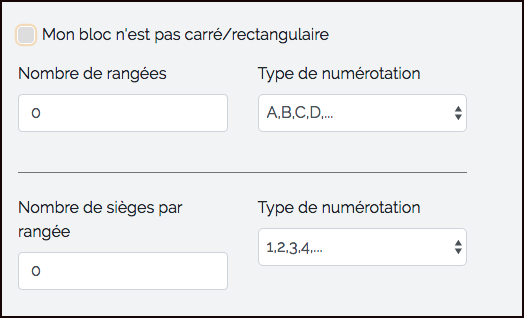 Mon bloc n'est pas carré/rectangulaire
Nombre de rangées
Type de numérotation
0
A,B,C,D,...
Nombre de sièges par
rangée
Type de numérotation
0
1,2,3,4,...